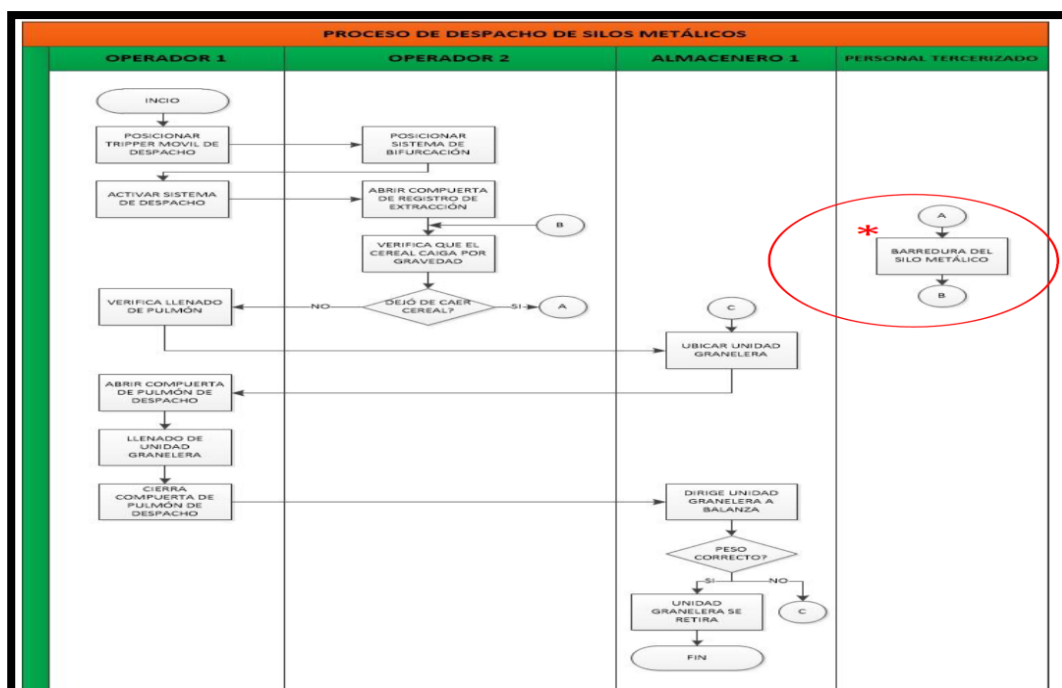 PROCESO DE DESPACHO DE SILOS METÁLICOS
OPERADOR 1
OPERADOR 2
ALMACENERO 1
PERSONAL TERCERIZADO
INCIO
POSICIONAR
TRIPPER MOVIL DE
DESPACHO
POSICIONAR
SISTEMA DE
BIFURCACIÓN
ACTIVAR SISTEMA
DE DESPACHO
ABRIR COMPUERTA
DE REGISTRO DE
EXTRACCIÓN
B
VERIFICA QUE EL
CEREAL CAIGA POR
GRAVEDAD
A
*
BARREDURA DEL
SILO METÁLICO
B
VERIFICA LLENADO
DE PULMÓN
NO
DEJÓ DE CAER
CEREAL?
SI
A
C
UBICAR UNIDAD
GRANELERA
ABRIR COMPUERTA
DE PULMÓN DE
DESPACHO
LLENADO DE
UNIDAD
GRANELERA
CIERRA
COMPUERTA DE
PULMÓN DE
DESPACHO
DIRIGE UNIDAD
GRANELERA A
BALANZA
PESO
CORRECTO?
SI
NO
UNIDAD
GRANELERA SE
RETIRA
C
FIN